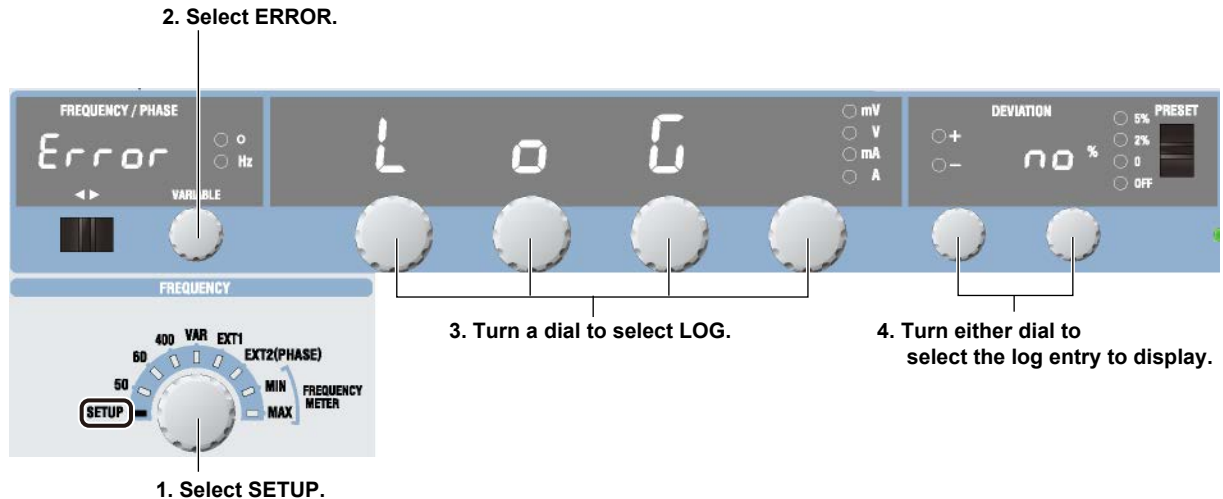 2. Select ERROR.
FREQUENCY / PHASE
Error
o
Hz
◄ ►
VARIABLE
L o G
mV
V
mA
A
DEVIATION
+
−
no %
5%
2%
0
OFF
PRESET
FREQUENCY
SETUP
50
60
400
VAR
EXT1
EXT2(PHASE)
MIN
MAX
FREQUENCY
METER
3. Turn a dial to select LOG.
4. Turn either dial to
select the log entry to display.
1. Select SETUP.